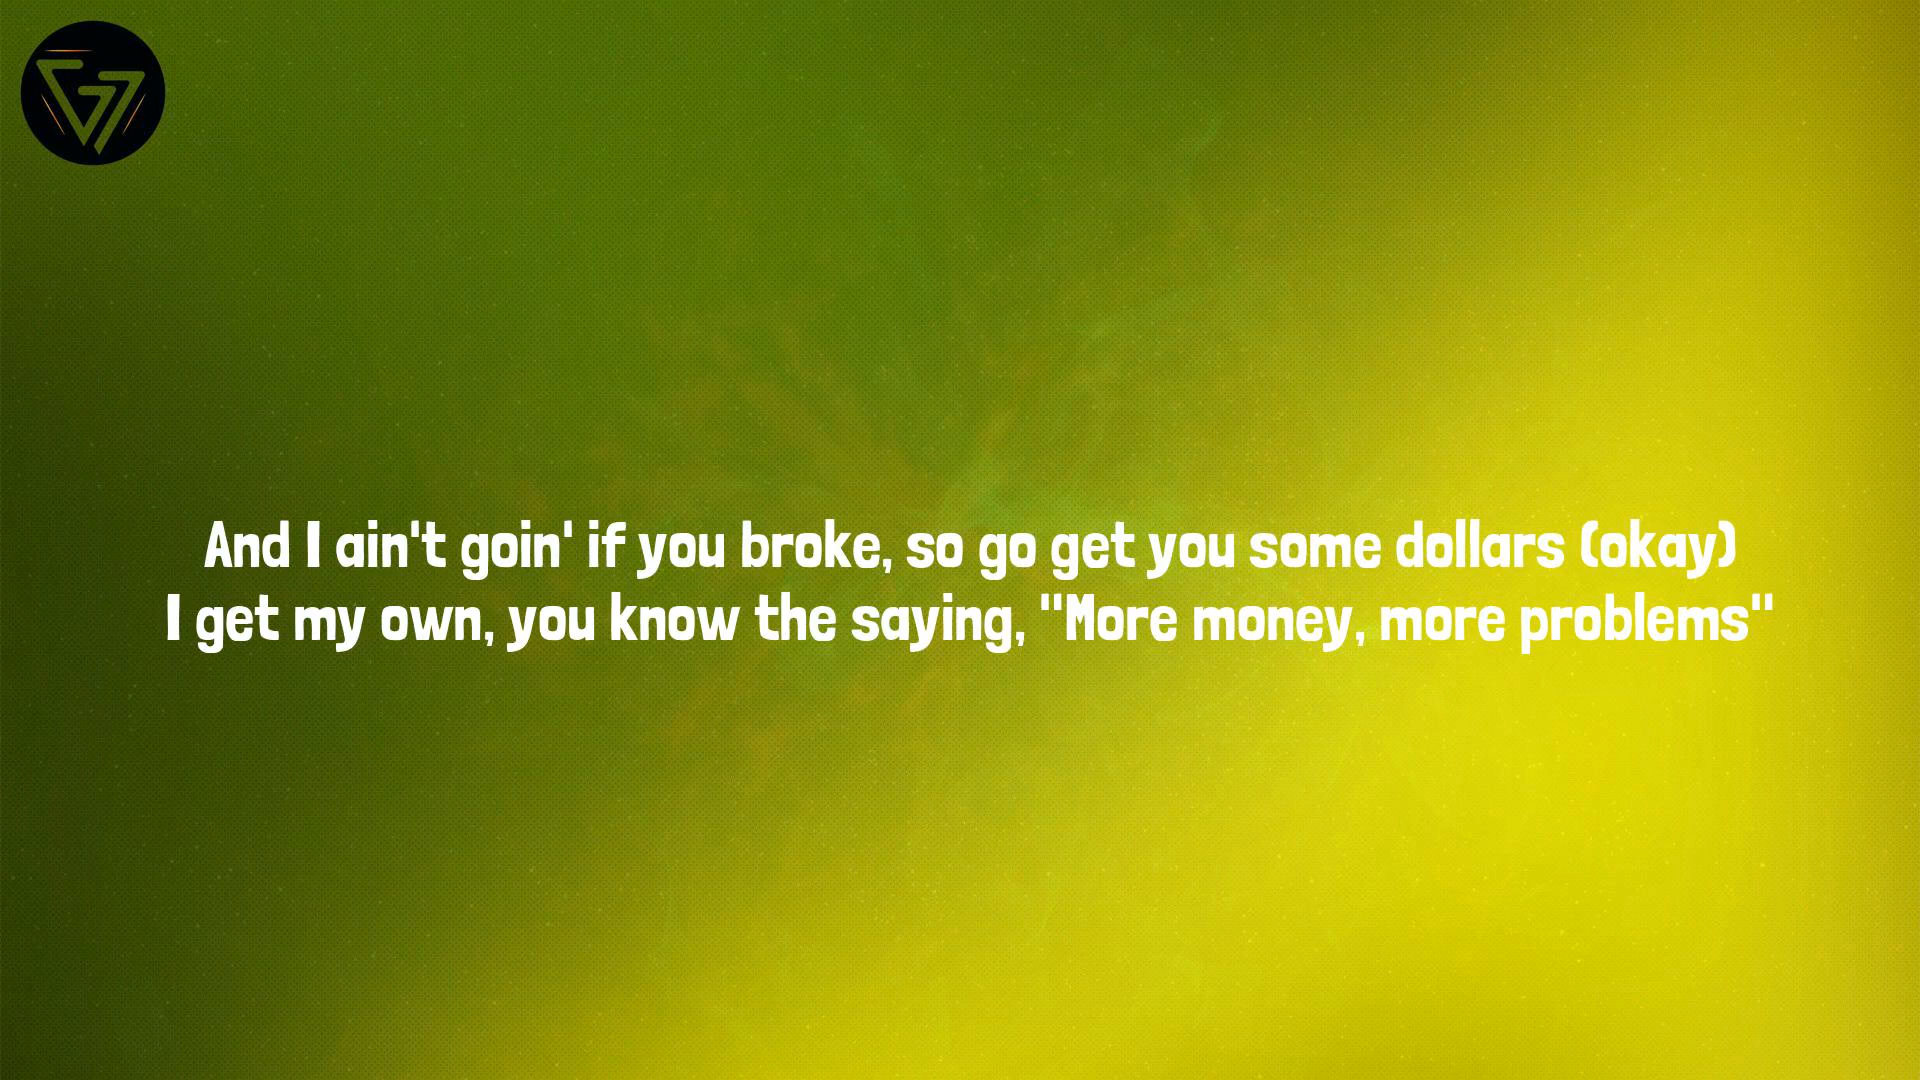 And I ain't goin' if you broke, so go get you some dollars (okay)
I get my own, you know the saying, "More money, more problems"